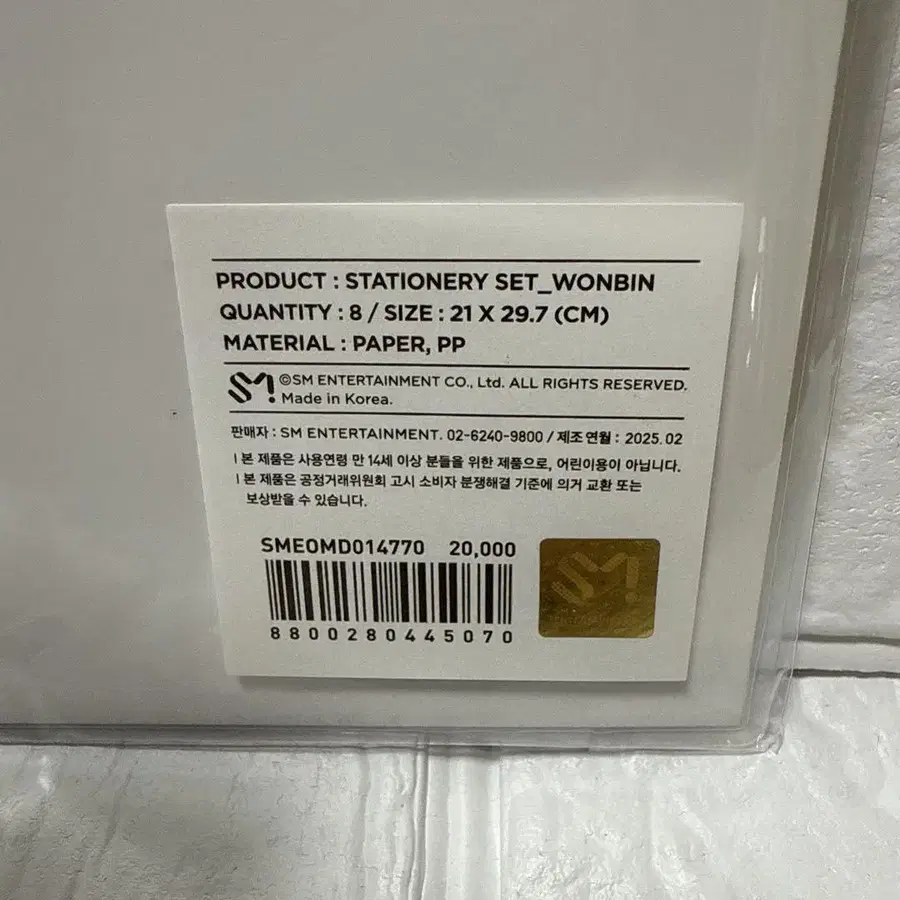 PRODUCT : STATIONERY SET_WONBIN
QUANTITY : 8 / SIZE : 21 X 29.7 (CM)
MATERIAL : PAPER, PP
SM ©SM ENTERTAINMENT CO., Ltd. ALL RIGHTS RESERVED.
Made in Korea.
판매자 : SM ENTERTAINMENT. 02-6240-9800 / 제조연월 : 2025.02
l 본 제품은 사용연령 만 14세 이상 분들을 위한 제품으로, 어린이용이 아닙니다.
l 본 제품은 공정거래위원회 고시 소비자 분쟁해결 기준에 의거 교환 또는
보상받을 수 있습니다.
SMEOMD014770 20,000
8800280445070
SM